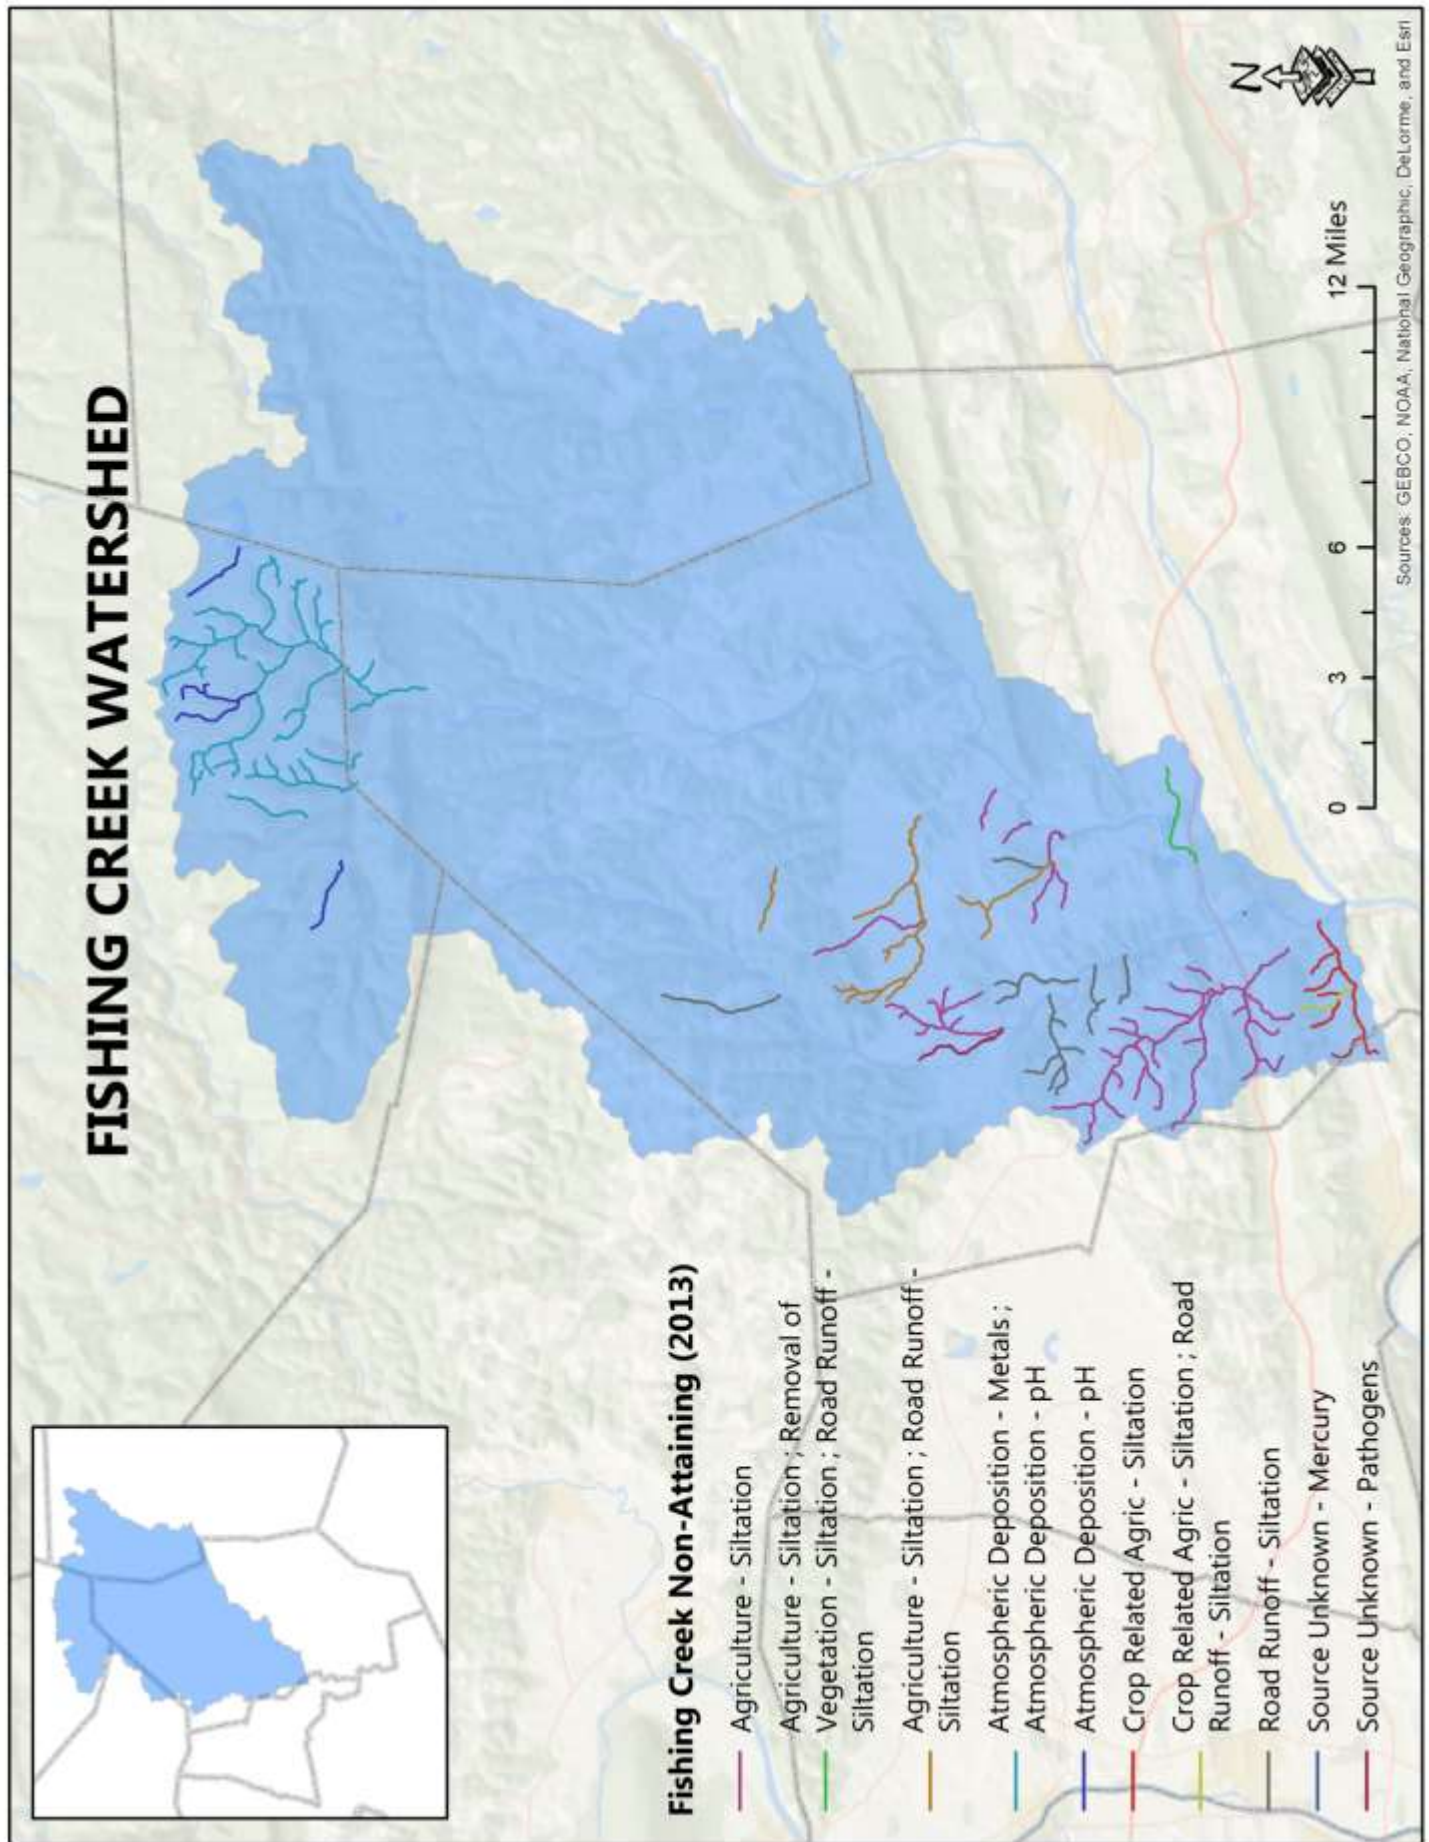 FISHING CREEK WATERSHED
Fishing Creek Non-Attaining (2013)
Agriculture - Siltation
Agriculture - Siltation ; Removal of
Vegetation - Siltation ; Road Runoff -
Siltation
Agriculture - Siltation ; Road Runoff -
Siltation
Atmospheric Deposition - Metals ;
Atmospheric Deposition - pH
Atmospheric Deposition - pH
Crop Related Agric - Siltation
Crop Related Agric - Siltation ; Road
Runoff - Siltation
Road Runoff - Siltation
Source Unknown - Mercury
Source Unknown - Pathogens
N
0 3 6 12 Miles
Sources: GEBCO, NOAA, National Geographic, DeLorme, and Esri